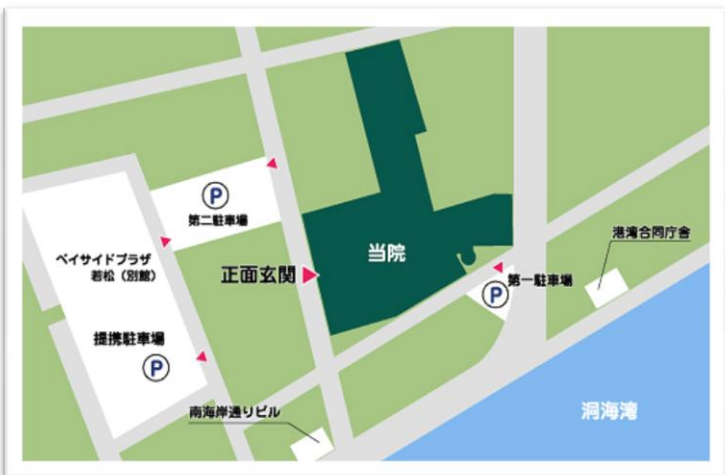 P
第二駐車場
ベイサイドプラザ
若松（別館）
正面玄関
当院
港湾合同庁舎
第一駐車場
P
提携駐車場
P
南海岸通りビル
洞海湾